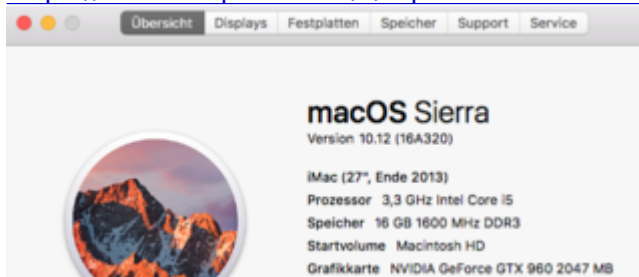 Übersicht Displays Festplatten Speicher Support Service
macOS Sierra
Version 10.12 (16A320)
iMac (27", Ende 2013)
Prozessor 3,3 GHz Intel Core i5
Speicher 16 GB 1600 MHz DDR3
Startvolume Macintosh HD
Grafikkarte NVIDIA GeForce GTX 960 2047 MB